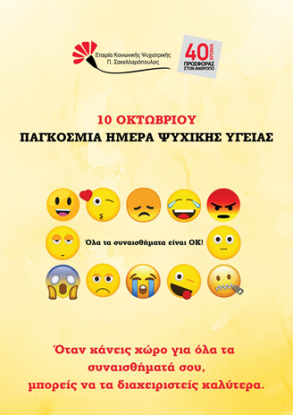 Εταιρία Κοινωνικής Ψυχιατρικής
Π. Σακελλαρόπουλος
40 ΧΡΟΝΙΑ
ΠΡΟΣΦΟΡΑΣ
ΣΤΟΝ ΑΝΘΡΩΠΟ
10 ΟΚΤΩΒΡΙΟΥ
ΠΑΓΚΟΣΜΙΑ ΗΜΕΡΑ ΨΥΧΙΚΗΣ ΥΓΕΙΑΣ
Όλα τα συναισθήματα είναι ΟΚ!
Όταν κάνεις χώρο για όλα τα
συναισθήματά σου,
μπορείς να τα διαχειριστείς καλύτερα.